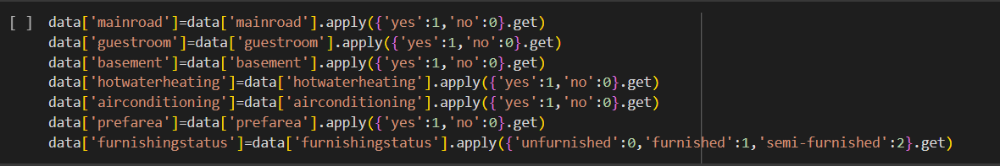 [ ] data['mainroad']=data['mainroad'].apply({'yes':1,'no':0}.get)
data['guestroom']=data['guestroom'].apply({'yes':1,'no':0}.get)
data['basement']=data['basement'].apply({'yes':1,'no':0}.get)
data['hotwaterheating']=data['hotwaterheating'].apply({'yes':1,'no':0}.get)
data['airconditioning']=data['airconditioning'].apply({'yes':1,'no':0}.get)
data['prefarea']=data['prefarea'].apply({'yes':1,'no':0}.get)
data['furnishingstatus']=data['furnishingstatus'].apply({'unfurnished':0,'furnished':1,'semi-furnished':2}.get)